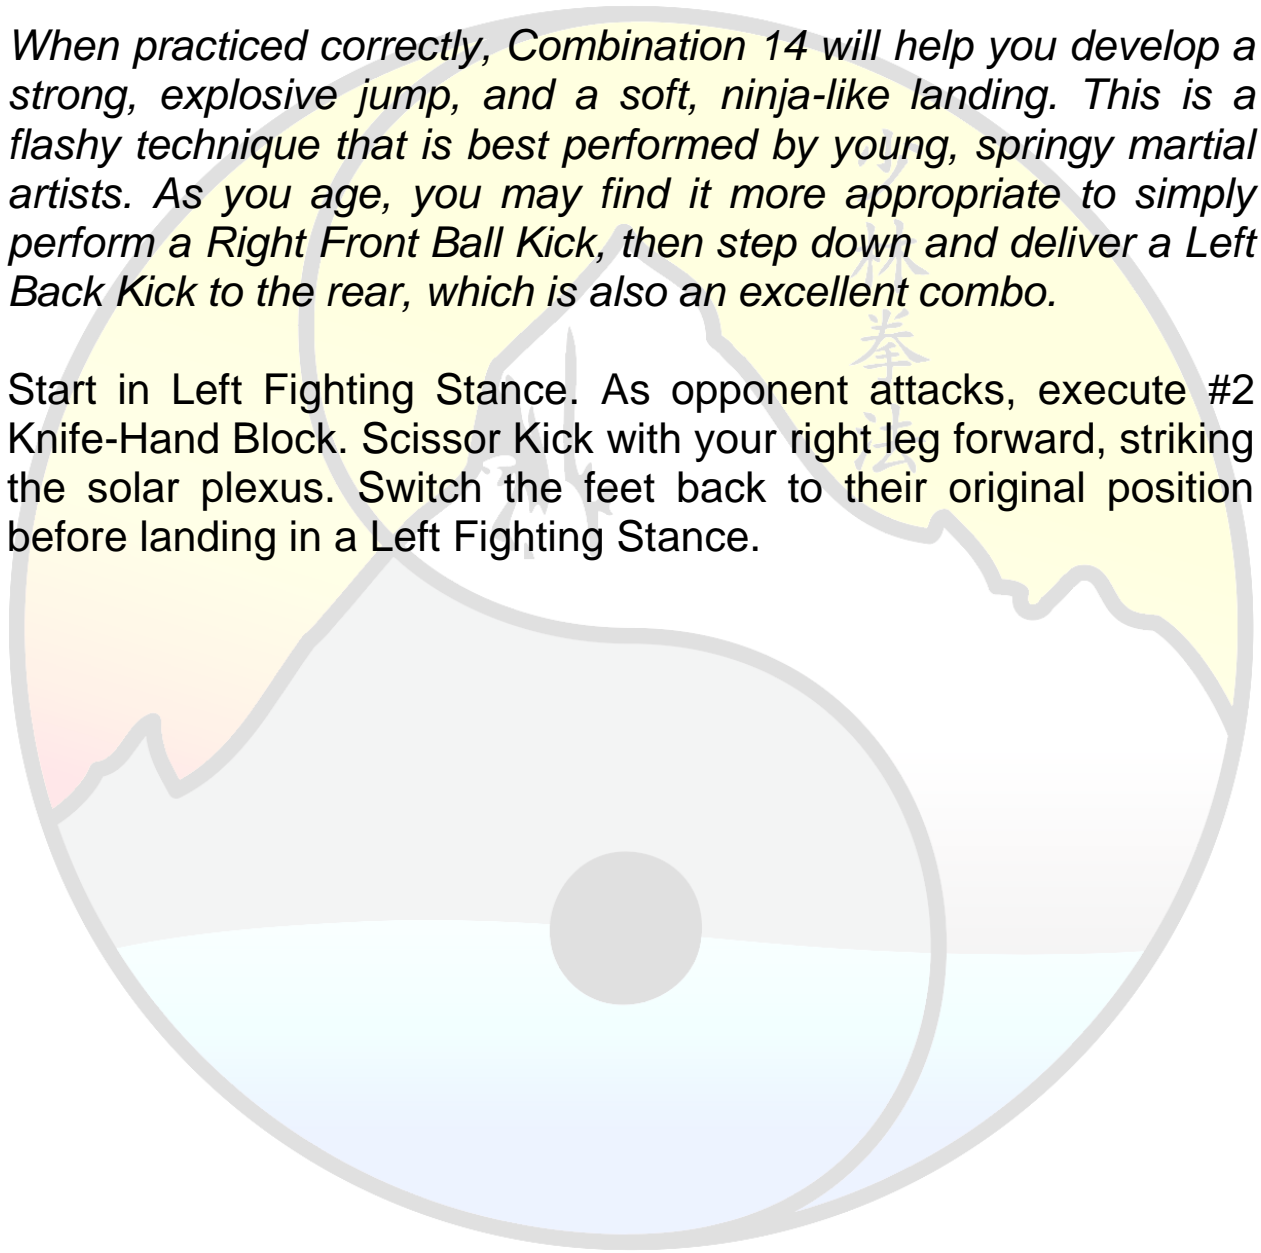 When practiced correctly, Combination 14 will help you develop a
strong, explosive jump, and a soft, ninja-like landing. This is a
flashy technique that is best performed by young, springy martial
artists. As you age, you may find it more appropriate to simply
perform a Right Front Ball Kick, then step down and deliver a Left
Back Kick to the rear, which is also an excellent combo.
Start in Left Fighting Stance. As opponent attacks, execute #2
Knife-Hand Block. Scissor Kick with your right leg forward, striking
the solar plexus. Switch the feet back to their original position
before landing in a Left Fighting Stance.
少林拳法